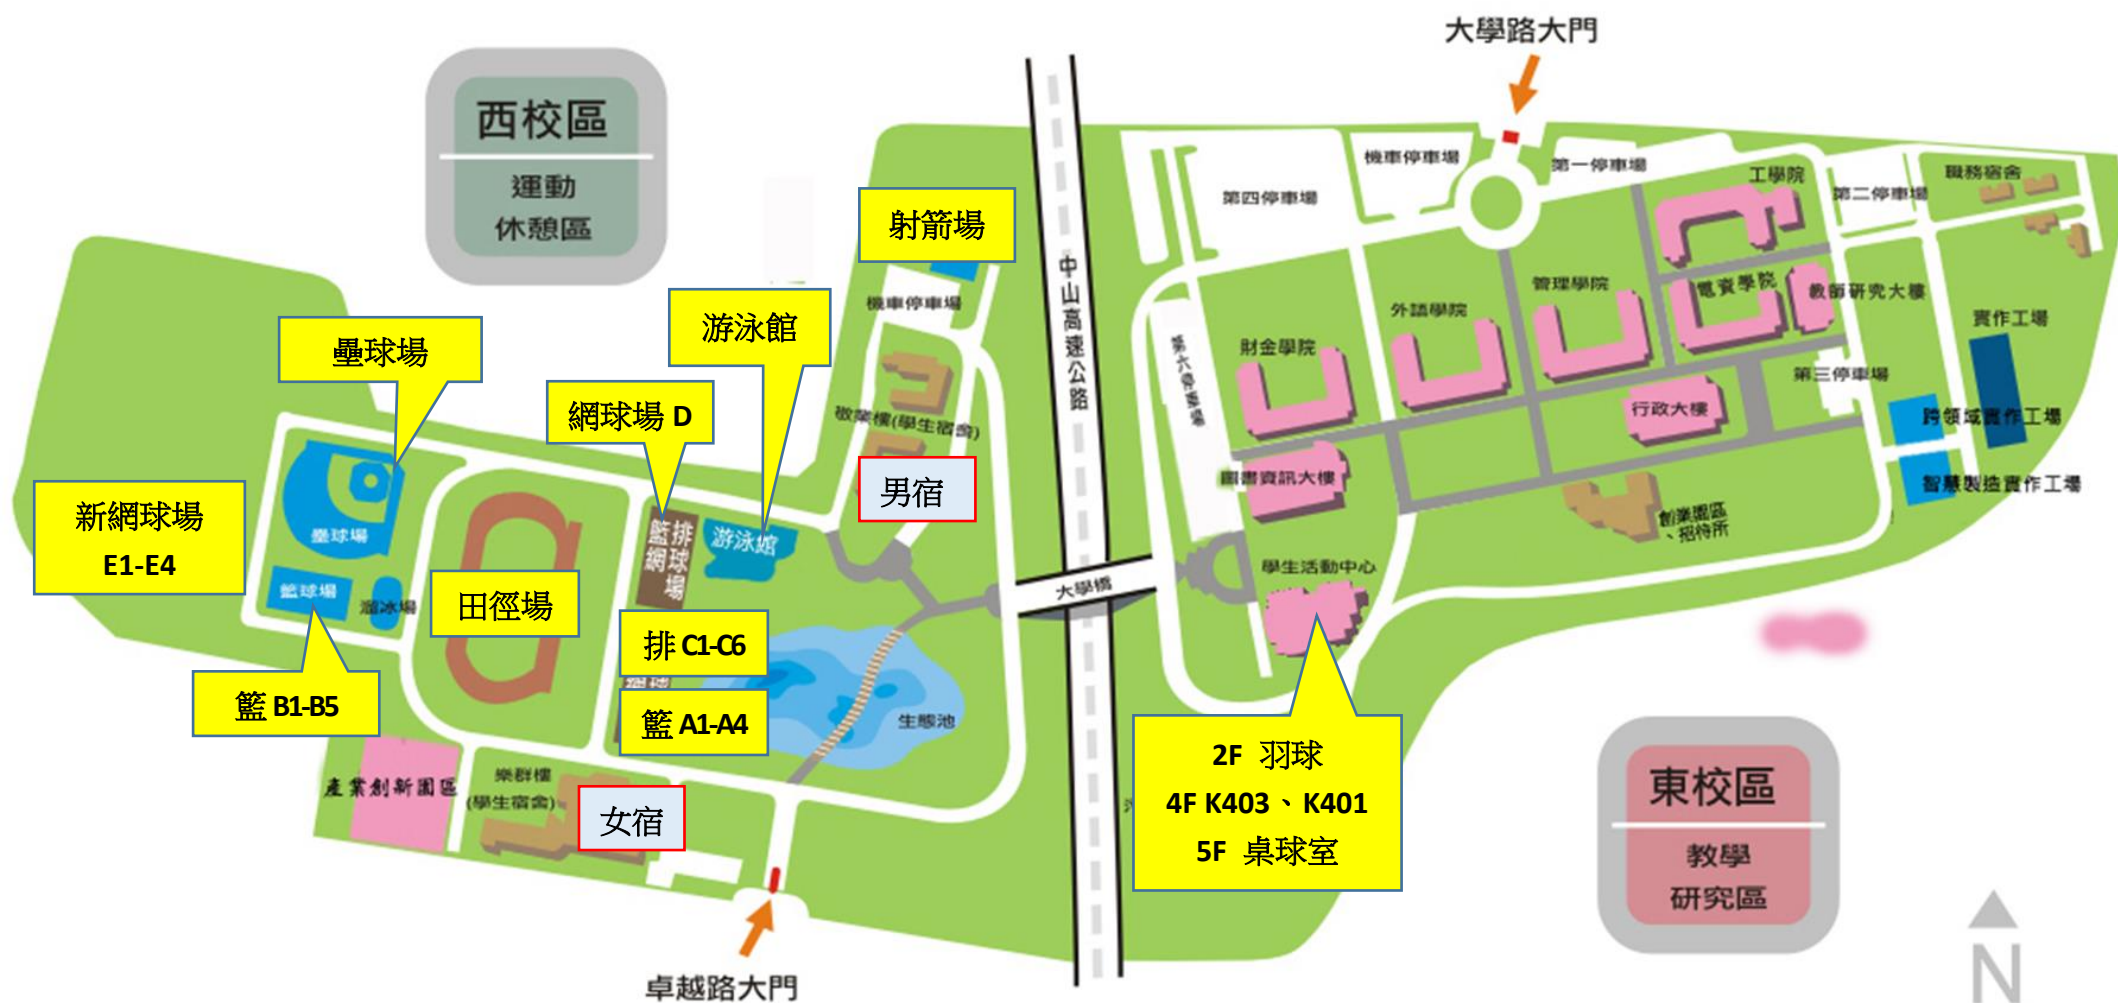 大學路大門
西校區
運動
休憩區
射箭場
機車停車場
第四停車場
機車停車場
第一停車場
工學院
第二停車場
職務宿舍
中山高速公路
管理學院
電資學院
教師研究大樓
外語學院
財金學院
第六停車場
實作工場
第三停車場
行政大樓
跨領域實作工場
智慧製造實作工場
圖書資訊大樓
創業園區
、招待所
學生活動中心
大學橋
壘球場
游泳館
網球場 D
敬業樓(學生宿舍)
男宿
新網球場
E1-E4
壘球場
籃球場
溜冰場
田徑場
排球場
籃網
游泳館
排 C1-C6
籃 A1-A4
籃 B1-B5
生態池
產業創新園區
樂群樓
(學生宿舍)
女宿
卓越路大門
2F 羽球
4F K403、K401
5F 桌球室
東校區
教學
研究區
N